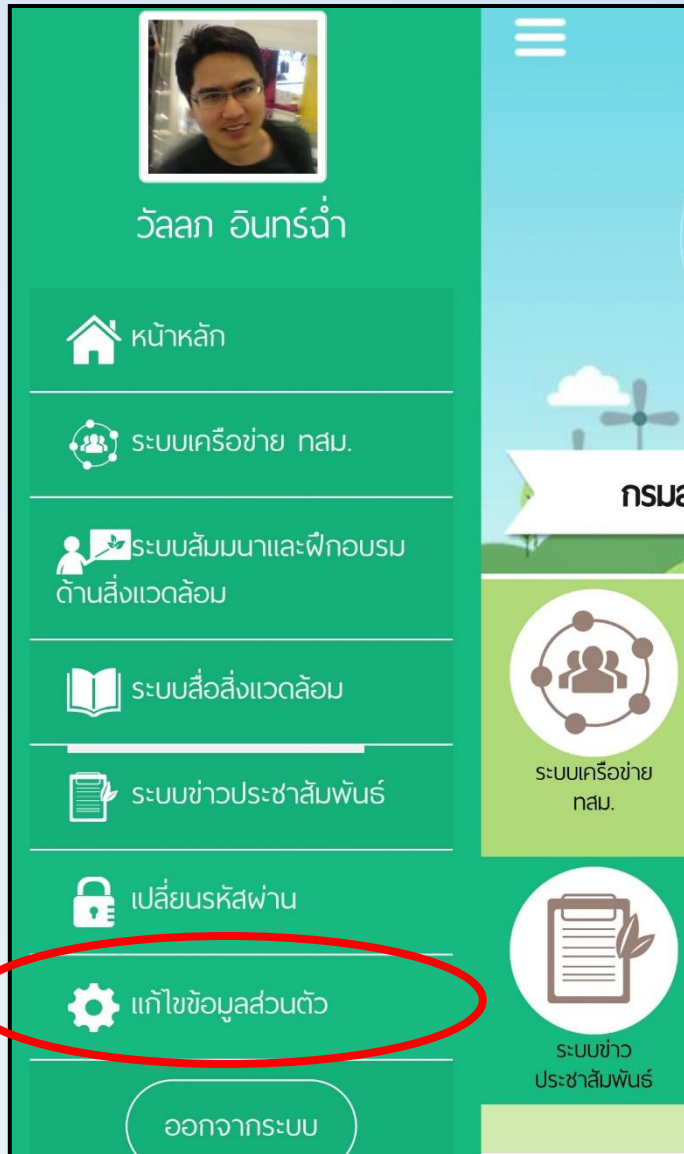 วัลลภ อินทร์ฉ่ำ
หน้าหลัก
ระบบเครือข่าย ทสม.
ระบบสัมมนาและฝึกอบรม
ด้านสิ่งแวดล้อม
ระบบสื่อสิ่งแวดล้อม
ระบบข่าวประชาสัมพันธ์
เปลี่ยนรหัสผ่าน
แก้ไขข้อมูลส่วนตัว
ออกจากระบบ
ระบบเครือข่าย
ทสม.
ระบบข่าว
ประชาสัมพันธ์